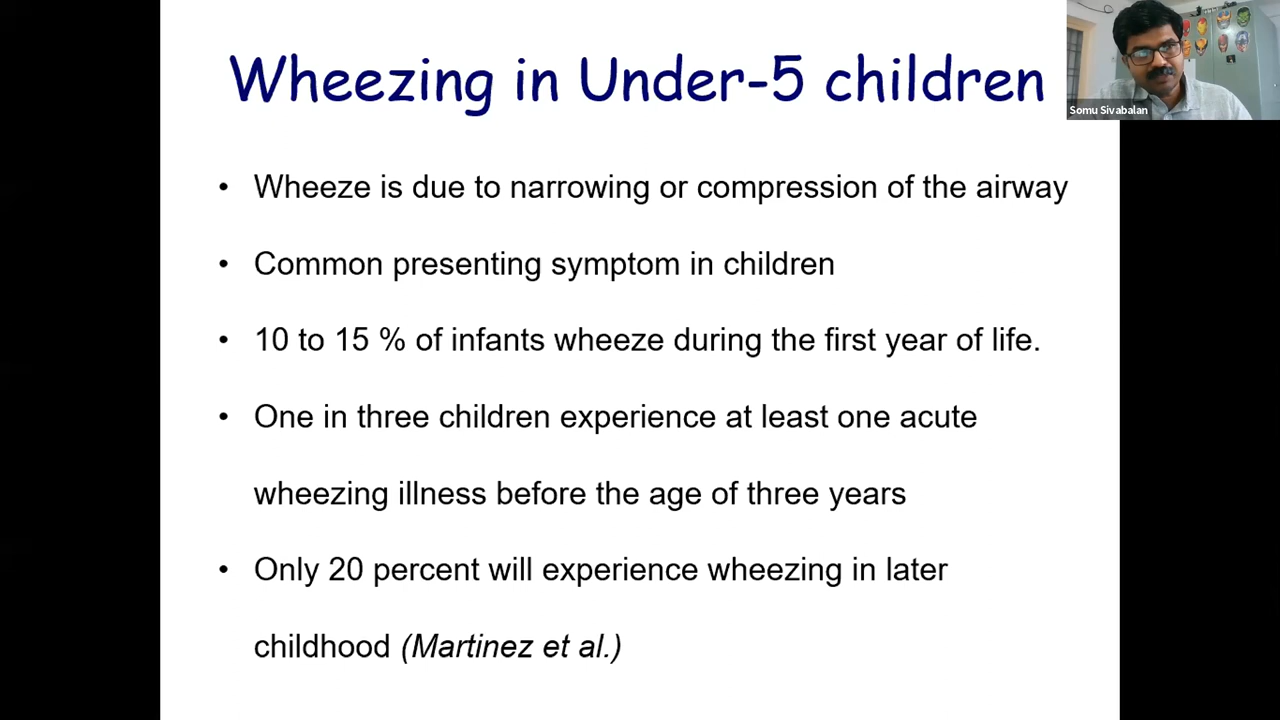 Wheezing in Under-5 children
Somu Sivabalan
• Wheeze is due to narrowing or compression of the airway
• Common presenting symptom in children
• 10 to 15 % of infants wheeze during the first year of life.
• One in three children experience at least one acute
wheezing illness before the age of three years
• Only 20 percent will experience wheezing in later
childhood (Martinez et al.)